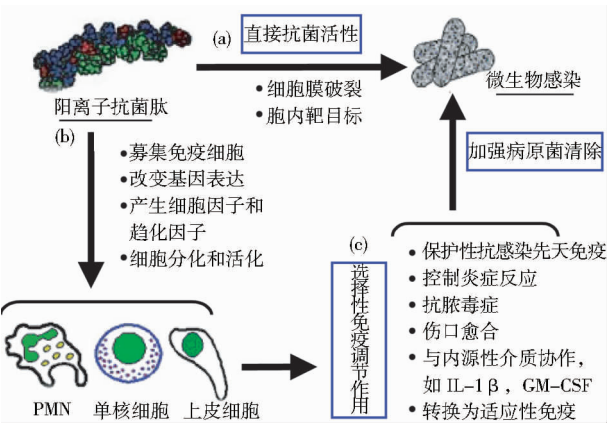 (a)
直接抗菌活性
•细胞膜破裂
•胞内靶目标
阳离子抗菌肽
微生物感染
(b)
•募集免疫细胞
•改变基因表达
•产生细胞因子和
趋化因子
•细胞分化和活化
加强病原菌清除
(c)
选择性免疫调节作用
•保护性抗感染先天免疫
•控制炎症反应
•抗脓毒症
•伤口愈合
•与内源性介质协作，
如 IL-1β，GM-CSF
•转换为适应性免疫
PMN
单核细胞
上皮细胞